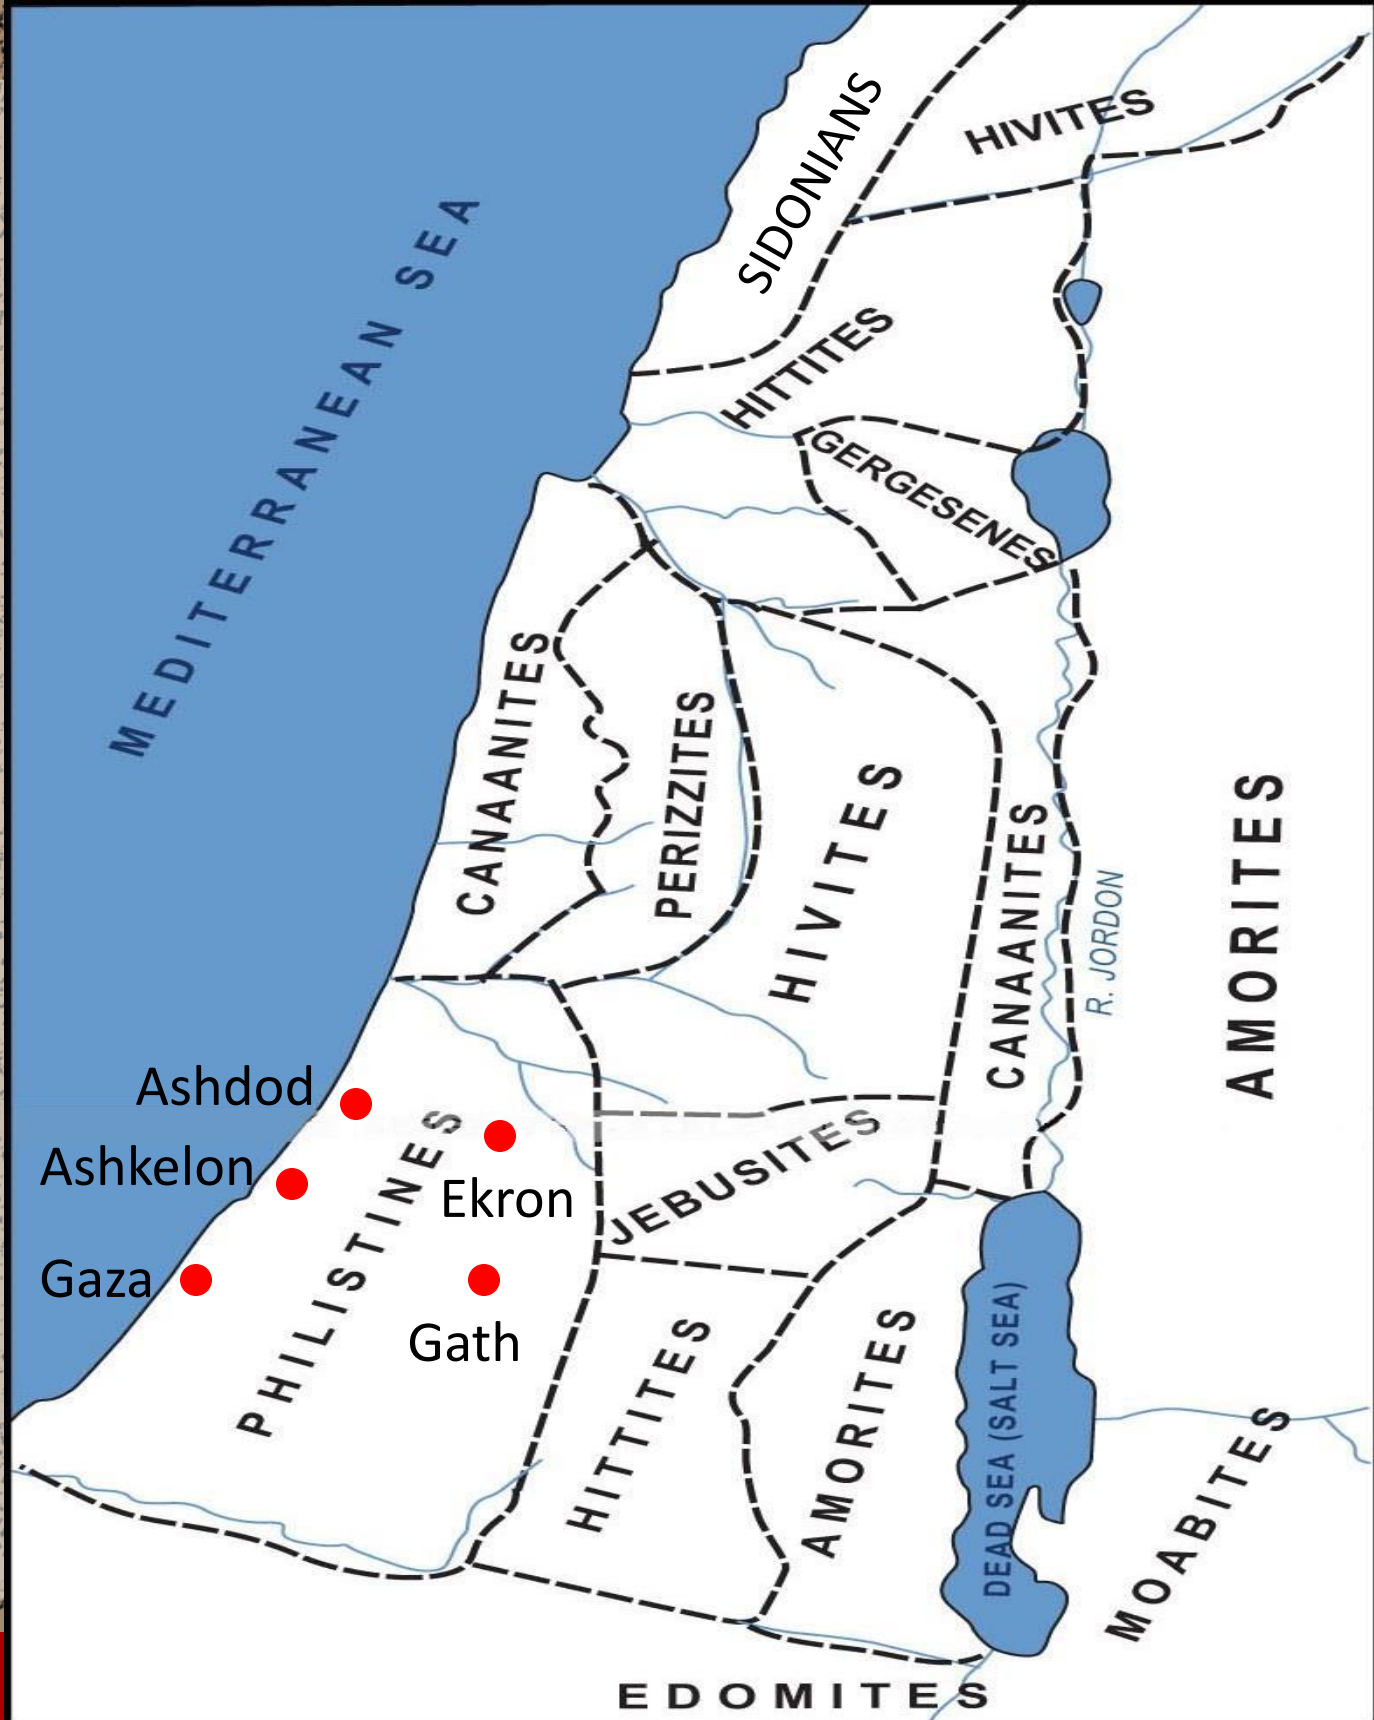 SIDONIANS
HIVITES
MEDITERRANEAN SEA
HITTITES
GERGESENES
CANAANITES
PERIZZITES
HIVITES
CANAANITES
R. JORDON
AMORITES
Ashdod
Ashkelon
Gaza
PHILISTINES
Ekron
Gath
JEBUSITES
HITTITES
AMORITES
DEAD SEA (SALT SEA)
MOABITES
EDOMITES